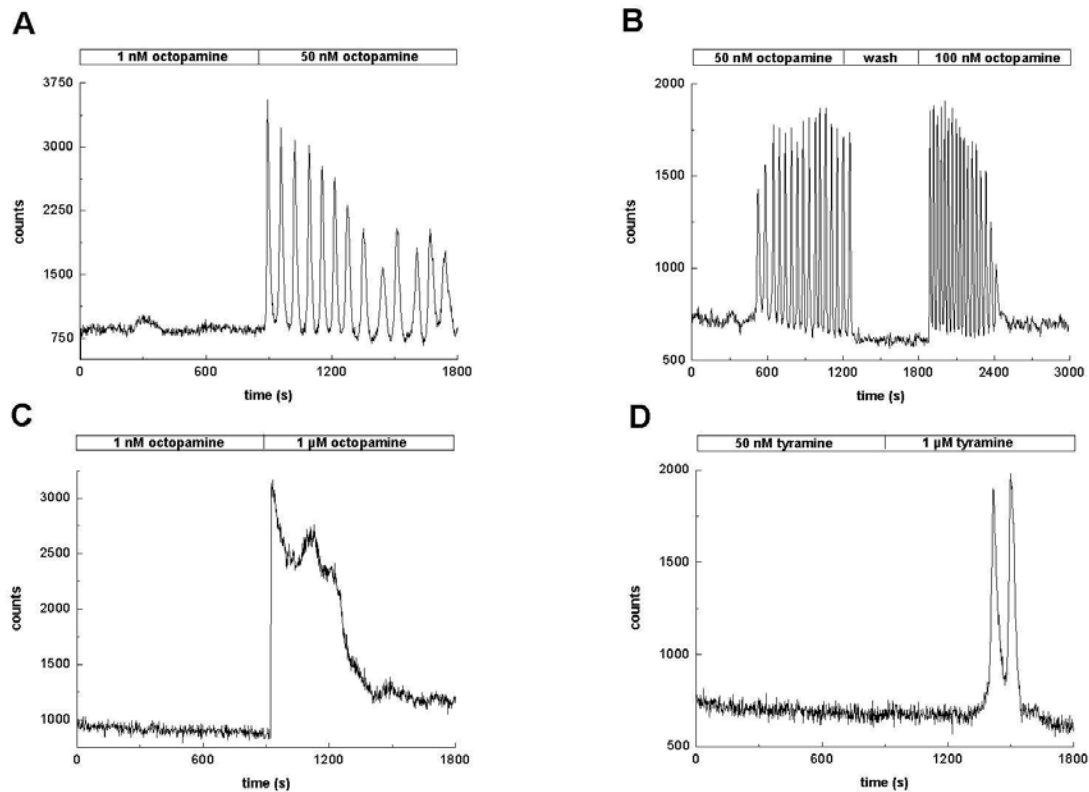 A
1 nM octopamine 50 nM octopamine
3750
3000
2250
1500
750
counts
0 600 1200 1800
time (s)
B
50 nM octopamine wash 100 nM octopamine
2000
1500
1000
500
counts
0 600 1200 1800 2400 3000
time (s)
C
1 nM octopamine 1 µM octopamine
3000
2500
2000
1500
1000
counts
0 600 1200 1800
time (s)
D
50 nM tyramine 1 µM tyramine
2000
1500
1000
500
counts
0 600 1200 1800
time (s)